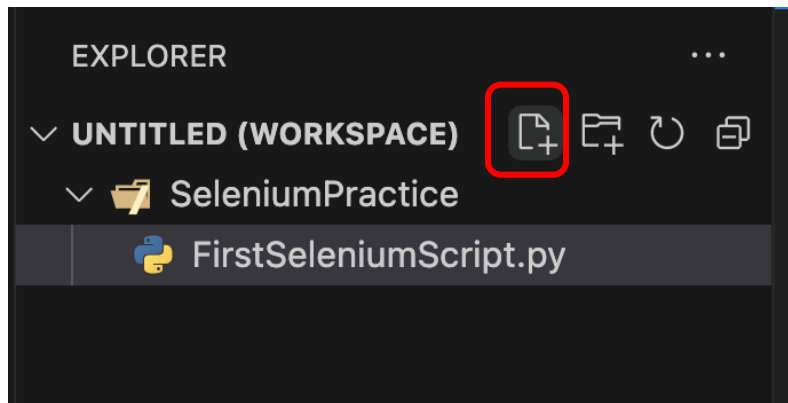 EXPLORER
UNTITLED (WORKSPACE)
SeleniumPractice
FirstSeleniumScript.py